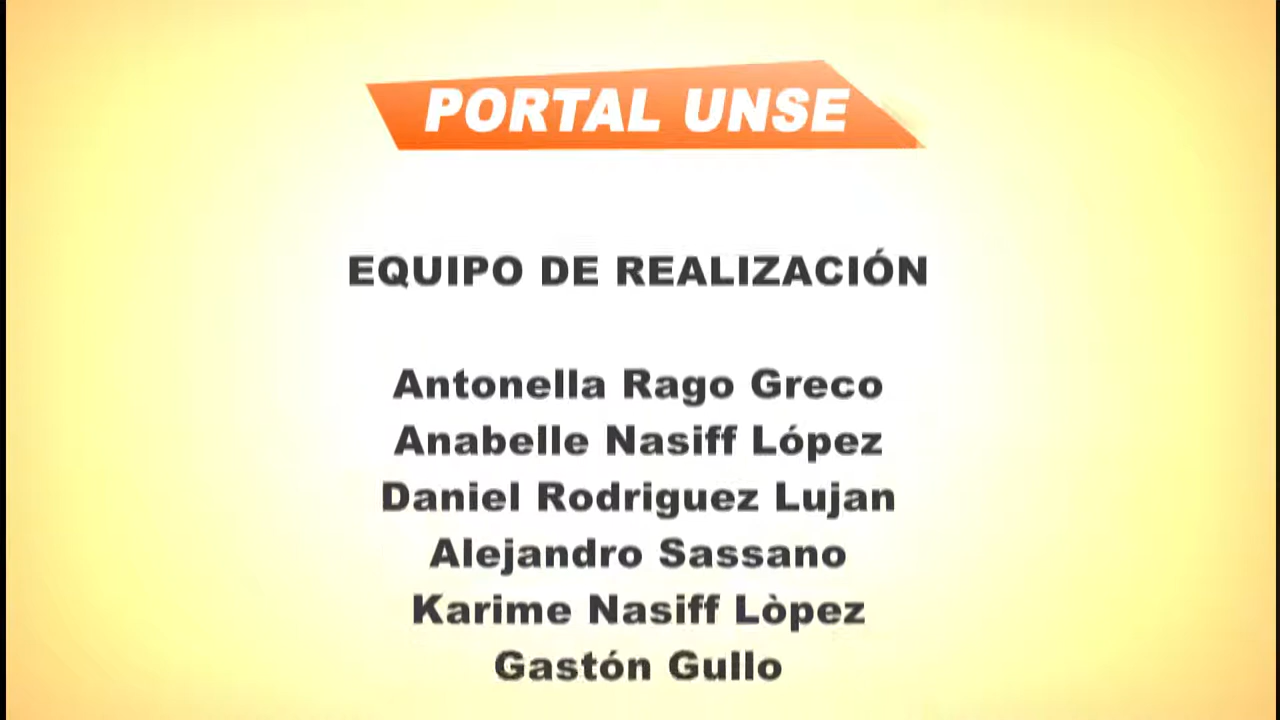 PORTAL UNSE
EQUIPO DE REALIZACIÓN
Antonella Rago Greco
Anabelle Nasiff López
Daniel Rodriguez Lujan
Alejandro Sassano
Karime Nasiff Lòpez
Gastón Gullo